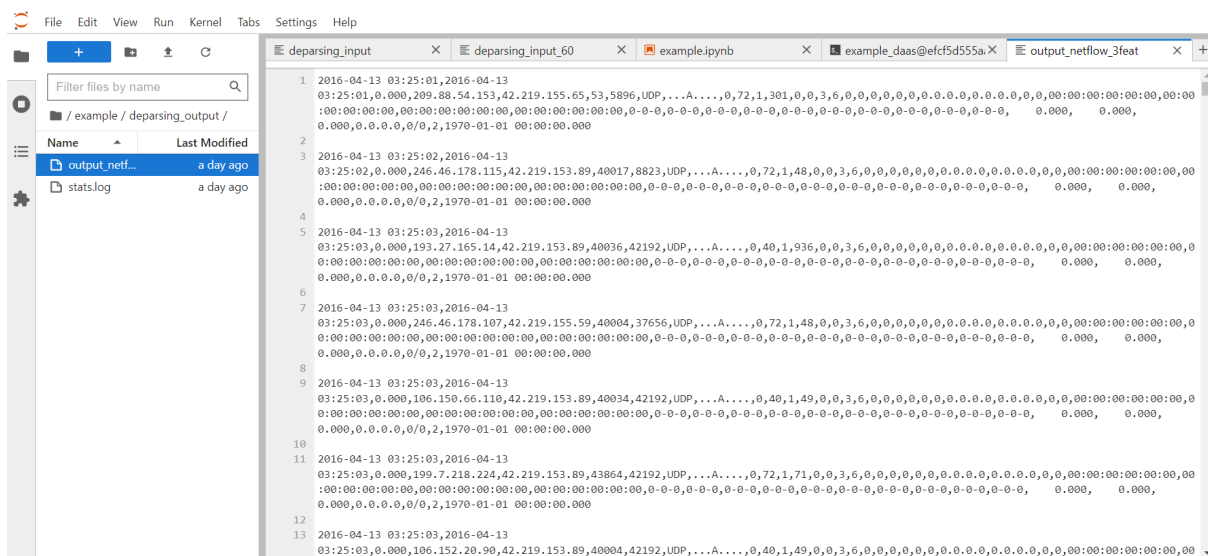 File Edit View Run Kernel Tabs Settings Help
Filter files by name
/ example / deparsing_output /
Name Last Modified
output_netf... a day ago
stats.log a day ago
deparsing_input deparsing_input_60 example.ipynb example_daas@efcf5d555a output_netflow_3feat
1 2016-04-13 03:25:01,2016-04-13
03:25:01,0.000,209.88.54.153,42.219.155.65,53,5896,UDP,...A....,0,72,1,301,0,0,3,6,0,0,0,0,0,0,0,0.0.0.0,0.0.0.0,0,0,00:00:00:00:00:00,00:00
:00:00:00:00,00:00:00:00:00:00,00:00:00:00:00:00,0-0-0,0-0-0,0-0-0,0-0-0,0-0-0,0-0-0,0-0-0,0-0-0,0-0-0,0-0-0, 0.000, 0.000,
0.000,0.0.0.0,0/0,2,1970-01-01 00:00:00.000
2
3 2016-04-13 03:25:02,2016-04-13
03:25:02,0.000,246.46.178.115,42.219.153.89,40017,8823,UDP,...A....,0,72,1,48,0,0,3,6,0,0,0,0,0,0,0,0.0.0.0,0.0.0.0,0,0,00:00:00:00:00:00,00
:00:00:00:00:00,00:00:00:00:00:00,00:00:00:00:00:00,0-0-0,0-0-0,0-0-0,0-0-0,0-0-0,0-0-0,0-0-0,0-0-0,0-0-0,0-0-0, 0.000, 0.000,
0.000,0.0.0.0,0/0,2,1970-01-01 00:00:00.000
4
5 2016-04-13 03:25:03,2016-04-13
03:25:03,0.000,193.27.165.14,42.219.153.89,40036,42192,UDP,...A....,0,40,1,936,0,0,3,6,0,0,0,0,0,0,0,0.0.0.0,0.0.0.0,0,0,00:00:00:00:00:00,0
0:00:00:00:00:00,00:00:00:00:00:00,00:00:00:00:00:00,0-0-0,0-0-0,0-0-0,0-0-0,0-0-0,0-0-0,0-0-0,0-0-0,0-0-0,0-0-0, 0.000, 0.000,
0.000,0.0.0.0,0/0,2,1970-01-01 00:00:00.000
6
7 2016-04-13 03:25:03,2016-04-13
03:25:03,0.000,246.46.178.107,42.219.155.59,40004,37656,UDP,...A....,0,72,1,48,0,0,3,6,0,0,0,0,0,0,0,0.0.0.0,0.0.0.0,0,0,00:00:00:00:00:00,0
0:00:00:00:00:00,00:00:00:00:00:00,00:00:00:00:00:00,0-0-0,0-0-0,0-0-0,0-0-0,0-0-0,0-0-0,0-0-0,0-0-0,0-0-0,0-0-0, 0.000, 0.000,
0.000,0.0.0.0,0/0,2,1970-01-01 00:00:00.000
8
9 2016-04-13 03:25:03,2016-04-13
03:25:03,0.000,106.150.66.110,42.219.153.89,40034,42192,UDP,...A....,0,40,1,49,0,0,3,6,0,0,0,0,0,0,0,0.0.0.0,0.0.0.0,0,0,00:00:00:00:00:00,0
0:00:00:00:00:00,00:00:00:00:00:00,00:00:00:00:00:00,0-0-0,0-0-0,0-0-0,0-0-0,0-0-0,0-0-0,0-0-0,0-0-0,0-0-0,0-0-0, 0.000, 0.000,
0.000,0.0.0.0,0/0,2,1970-01-01 00:00:00.000
10
11 2016-04-13 03:25:03,2016-04-13
03:25:03,0.000,199.7.218.224,42.219.153.89,43864,42192,UDP,...A....,0,72,1,71,0,0,3,6,0,0,0,0,0,0,0,0.0.0.0,0.0.0.0,0,0,00:00:00:00:00:00,00
:00:00:00:00:00,00:00:00:00:00:00,00:00:00:00:00:00,0-0-0,0-0-0,0-0-0,0-0-0,0-0-0,0-0-0,0-0-0,0-0-0,0-0-0,0-0-0, 0.000, 0.000,
0.000,0.0.0.0,0/0,2,1970-01-01 00:00:00.000
12
13 2016-04-13 03:25:03,2016-04-13
03:25:03,0.000,106.152.20.90,42.219.153.89,40004,42192,UDP,...A....,0,40,1,49,0,0,3,6,0,0,0,0,0,0,0,0.0.0.0,0.0.0.0,0,0,00:00:00:00:00:00,00